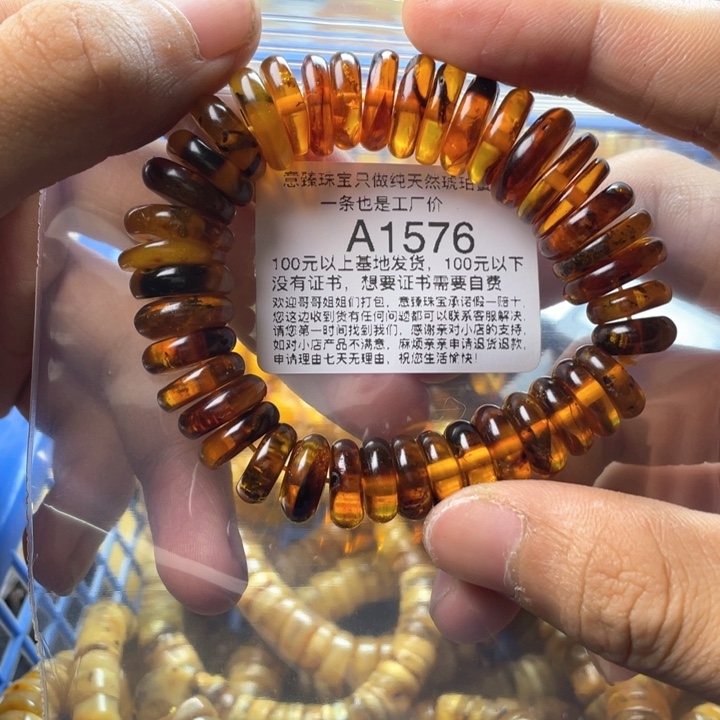 意臻珠宝只做纯天然琥珀蜜
一条也是工厂价
A1576
100元以上基地发货，100元以下
没有证书，想要证书需要自费
欢迎哥哥姐姐们打包，意臻珠宝承诺假一赔十，
您这边收到货有任何问题都可以联系客服解决，
请您第一时间找到我们，感谢亲对小店的支持，
如对小店产品不满意，麻烦亲亲申请退货退款，
申请理由七天无理由，祝您生活愉快！